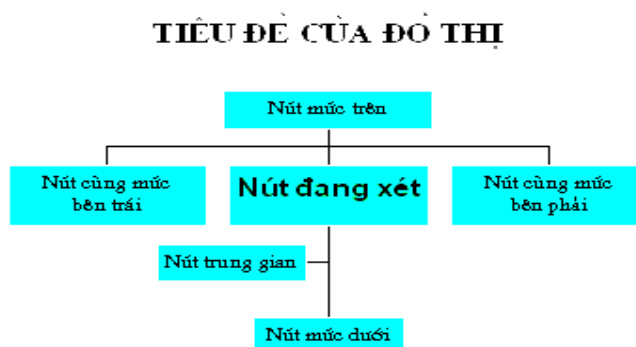 TIÊU ĐỀ CỦA ĐỒ THỊ
Nút mức trên
Nút cùng mức
bên trái
Nút đang xét
Nút cùng mức
bên phải
Nút trung gian
Nút mức dưới